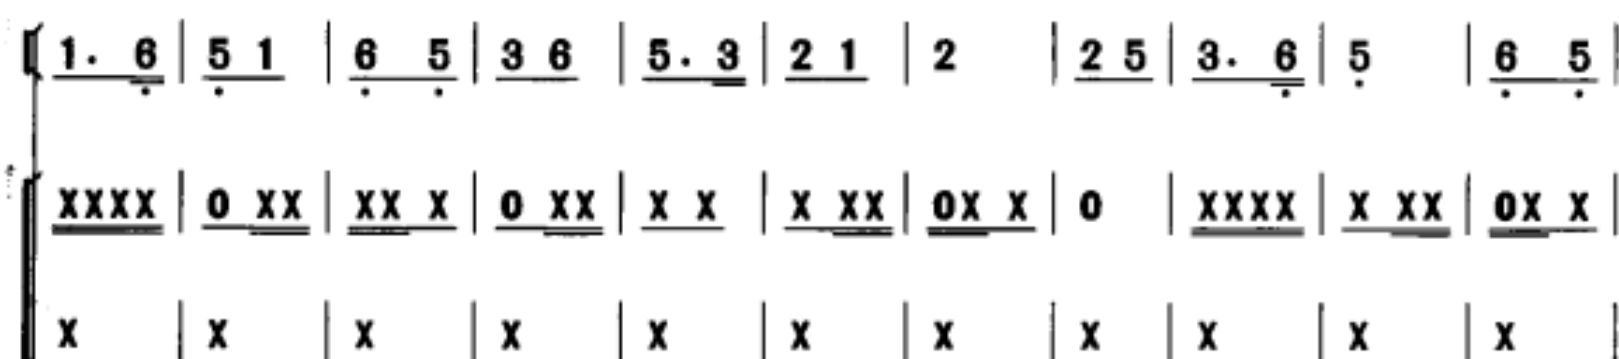 1. 6 | 5 1 | 6 5 | 3 6 | 5. 3 | 2 1 | 2 | 2 5 | 3. 6 | 5 | 6 5 |
XXXX | 0 XX | XX X | 0 XX | X X | X XX | 0X X | 0 | XXXX | X XX | 0X X |
X | X | X | X | X | X | X | X | X | X | X